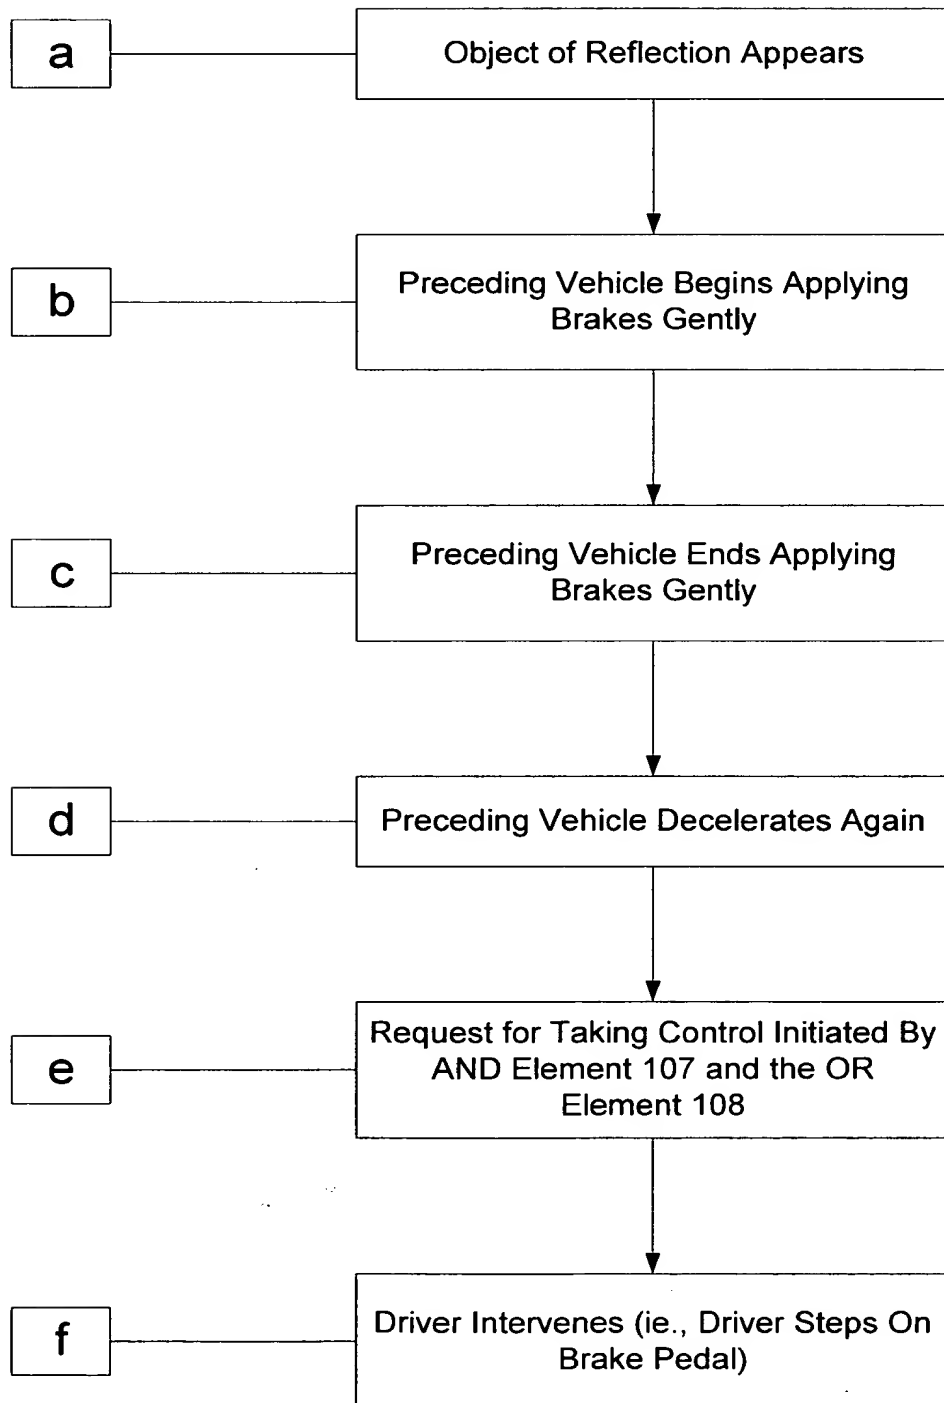 a
Object of Reflection Appears
b
Preceding Vehicle Begins Applying
Brakes Gently
c
Preceding Vehicle Ends Applying
Brakes Gently
d
Preceding Vehicle Decelerates Again
e
Request for Taking Control Initiated By
AND Element 107 and the OR
Element 108
f
Driver Intervenes (ie., Driver Steps On
Brake Pedal)